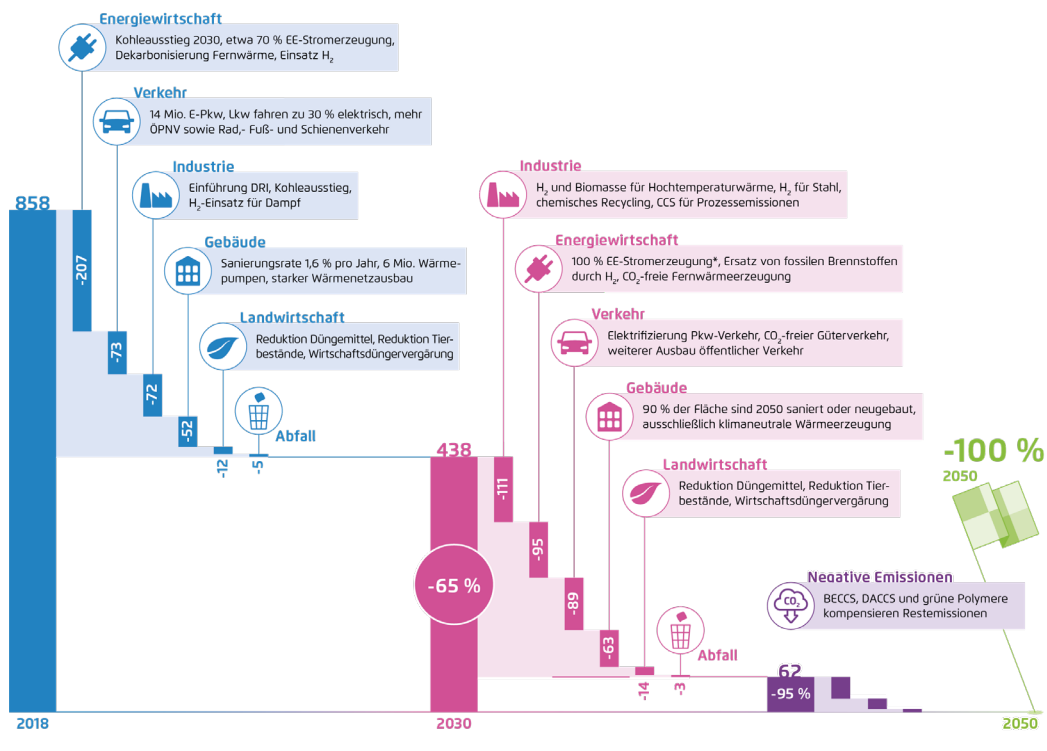 Energiewirtschaft
Kohleausstieg 2030, etwa 70 % EE-Stromerzeugung,
Dekarbonisierung Fernwärme, Einsatz H₂
Verkehr
14 Mio. E-Pkw, Lkw fahren zu 30 % elektrisch, mehr
ÖPNV sowie Rad,- Fuß- und Schienenverkehr
Industrie
Einführung DRI, Kohleausstieg,
H₂-Einsatz für Dampf
Gebäude
Sanierungsrate 1,6 % pro Jahr, 6 Mio. Wärme-
pumpen, starker Wärmenetzausbau
Landwirtschaft
Reduktion Düngemittel, Reduktion Tier-
bestände, Wirtschaftsdüngervergärung
Abfall
858
-207
-73
-72
-52
-12
-5
Industrie
H₂ und Biomasse für Hochtemperaturwärme, H₂ für Stahl,
chemisches Recycling, CCS für Prozessemissionen
Energiewirtschaft
100 % EE-Stromerzeugung*, Ersatz von fossilen Brennstoffen
durch H₂, CO₂-freie Fernwärmeerzeugung
Verkehr
Elektrifizierung Pkw-Verkehr, CO₂-freier Güterverkehr,
weiterer Ausbau öffentlicher Verkehr
Gebäude
90 % der Fläche sind 2050 saniert oder neugebaut,
ausschließlich klimaneutrale Wärmeerzeugung
Landwirtschaft
Reduktion Düngemittel, Reduktion Tier-
bestände, Wirtschaftsdüngervergärung
Abfall
438
-65 %
-111
-95
-89
-63
-14
-3
Negative Emissionen
CO₂
BECCS, DACCS und grüne Polymere
kompensieren Restemissionen
62
-95 %
-100 %
2050
2018
2030
2050